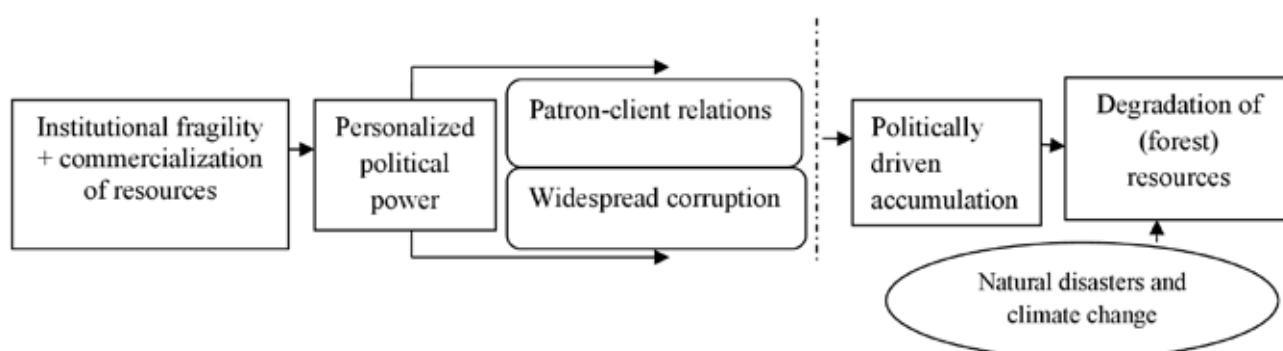 Institutional fragility
+ commercialization
of resources
Personalized
political
power
Patron-client relations
Widespread corruption
Politically
driven
accumulation
Degradation of
(forest)
resources
Natural disasters and
climate change